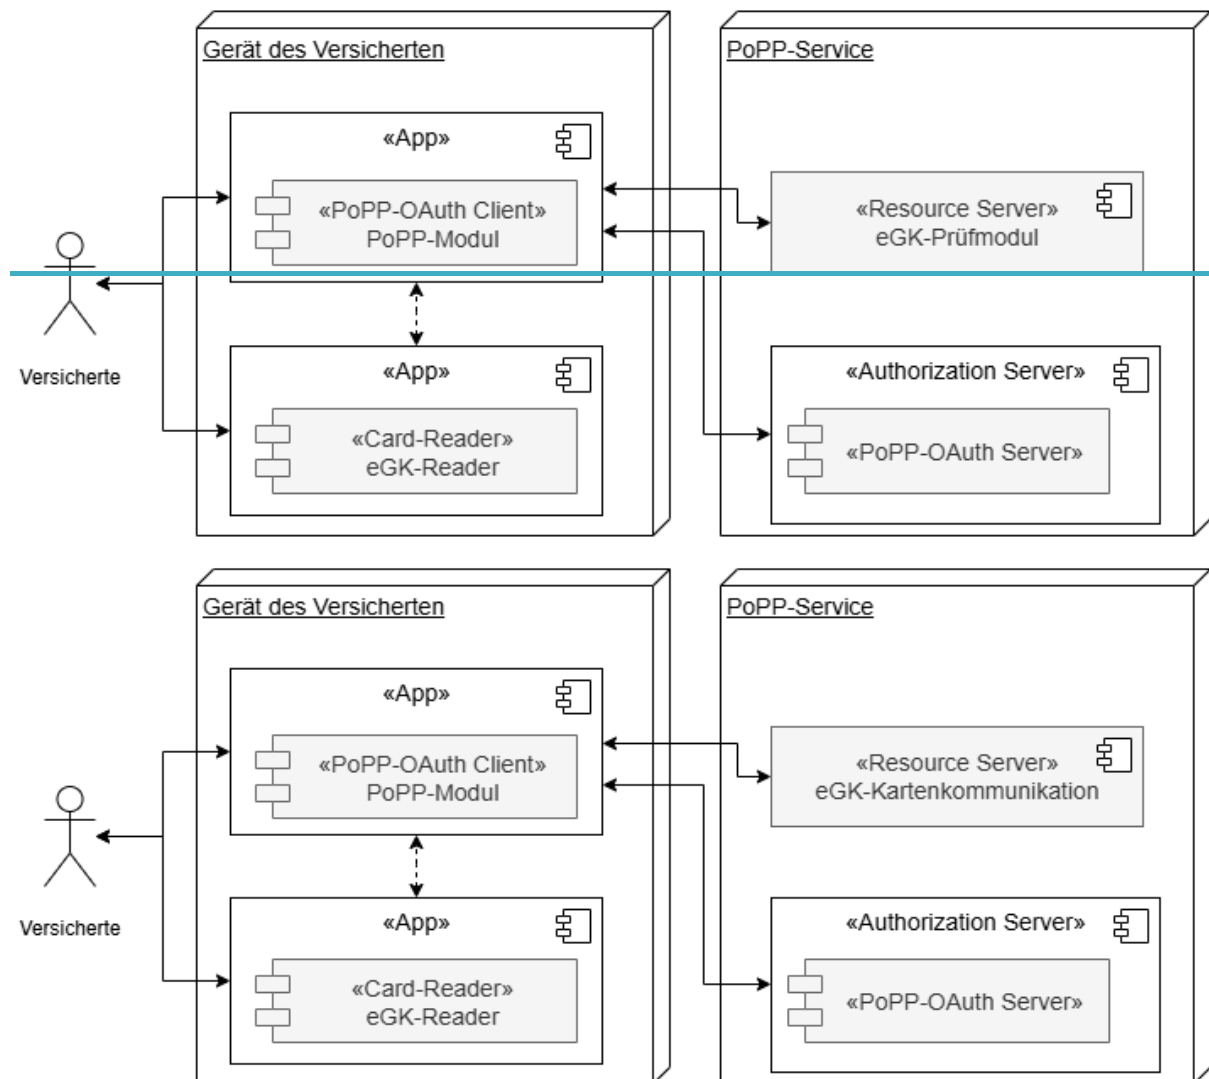 Gerät des Versicherten
PoPP-Service
«App»
«PoPP-OAuth Client»
PoPP-Modul
«Resource Server»
eGK-Prüfmodul
Versicherte
«App»
«Card-Reader»
eGK-Reader
«Authorization Server»
«PoPP-OAuth Server»
Gerät des Versicherten
PoPP-Service
«App»
«PoPP-OAuth Client»
PoPP-Modul
«Resource Server»
eGK-Kartenkommunikation
Versicherte
«App»
«Card-Reader»
eGK-Reader
«Authorization Server»
«PoPP-OAuth Server»